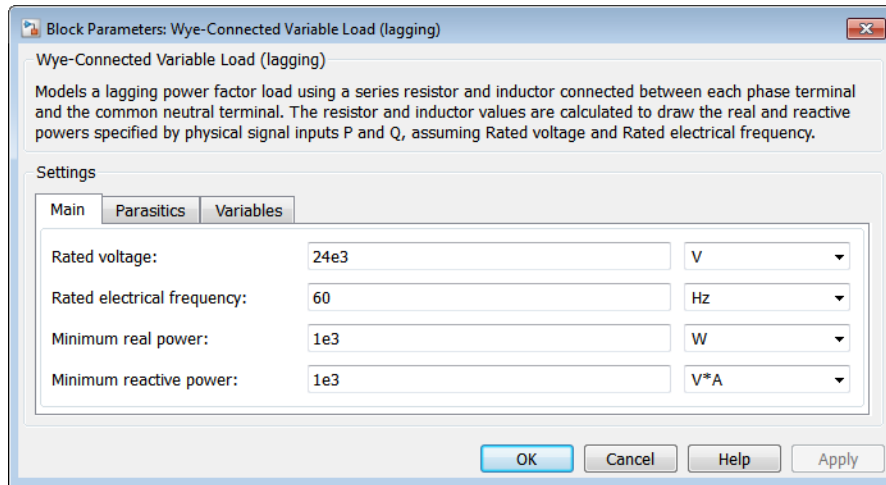 Block Parameters: Wye-Connected Variable Load (lagging)
Wye-Connected Variable Load (lagging)
Models a lagging power factor load using a series resistor and inductor connected between each phase terminal
and the common neutral terminal. The resistor and inductor values are calculated to draw the real and reactive
powers specified by physical signal inputs P and Q, assuming Rated voltage and Rated electrical frequency.
Settings
Main Parasitics Variables
Rated voltage: 24e3 V
Rated electrical frequency: 60 Hz
Minimum real power: 1e3 W
Minimum reactive power: 1e3 V*A
OK Cancel Help Apply